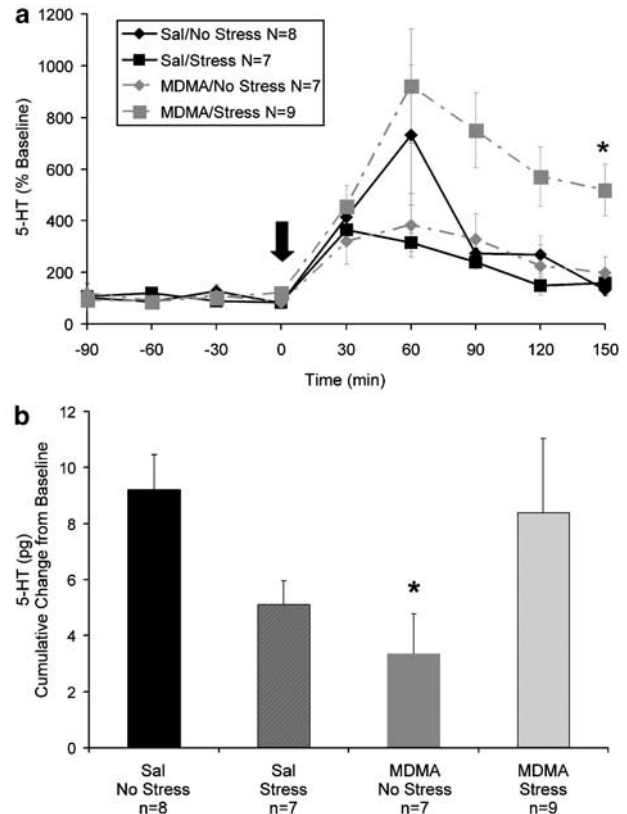 a
Sal/No Stress N=8
Sal/Stress N=7
MDMA/No Stress N=7
MDMA/Stress N=9
5-HT (% Baseline)
1200
1000
800
600
400
200
0
*
-90 -60 -30 0 30 60 90 120 150
Time (min)
b
5-HT (pg)
Cumulative Change from Baseline
12
10
8
6
4
2
0
*
Sal Sal MDMA MDMA
No Stress Stress No Stress Stress
n=8 n=7 n=7 n=9